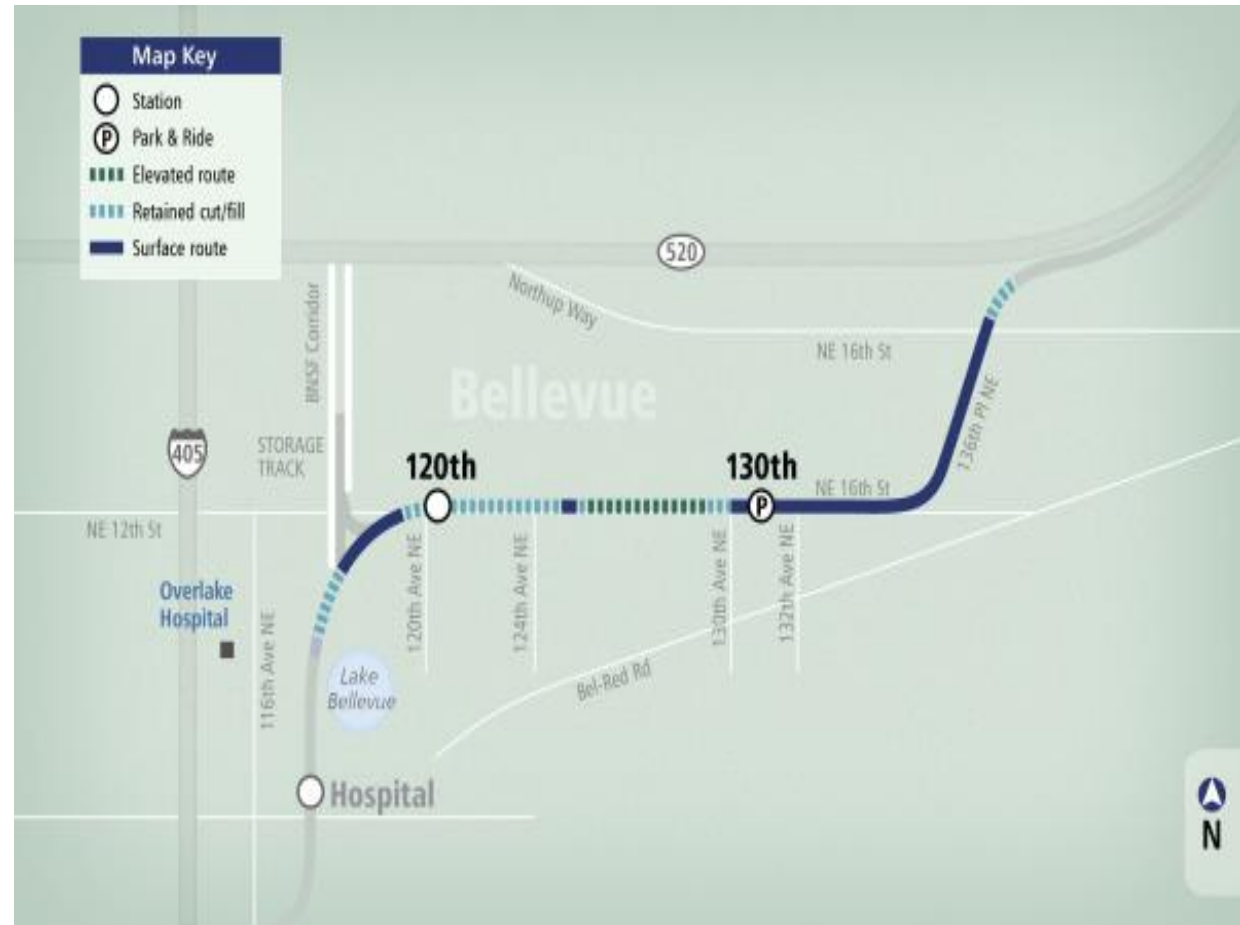 Map Key
Station
P
Park & Ride
Elevated route
Retained cut/fill
Surface route
520
Northup Way
BNSF Corridor
NE 16th St
Bellevue
136th Pl NE
405
STORAGE
TRACK
120th
130th
NE 16th St
P
NE 12th St
120th Ave NE
124th Ave NE
130th Ave NE
132th Ave NE
Overlake
Hospital
116th Ave NE
Lake
Bellevue
Bel-Red Rd
Hospital
N